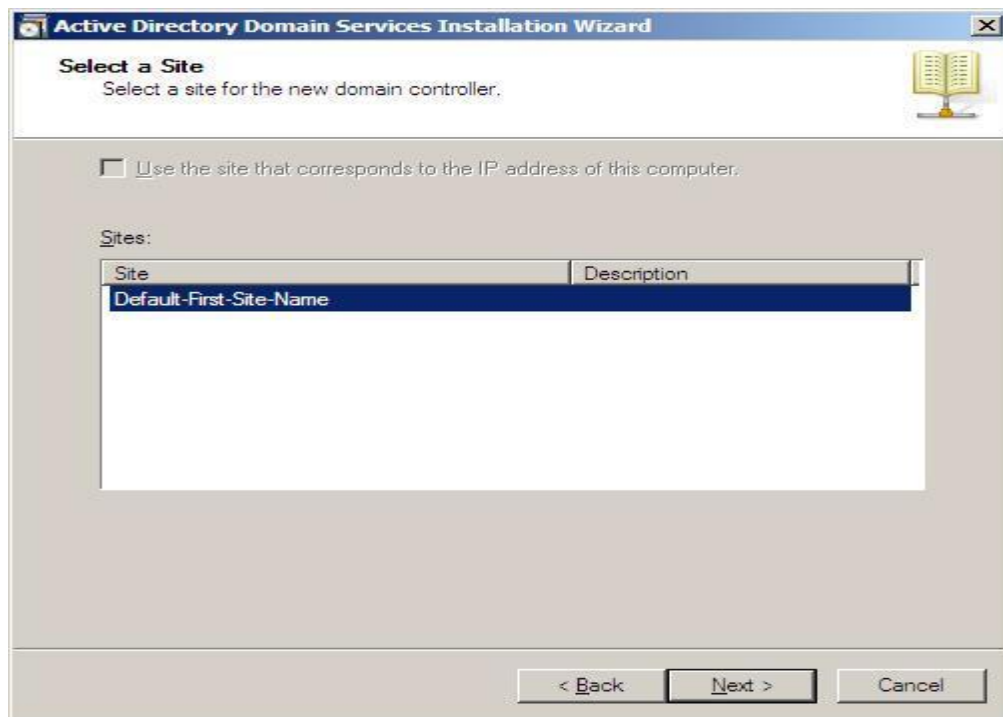 Active Directory Domain Services Installation Wizard
Select a Site
Select a site for the new domain controller.
Use the site that corresponds to the IP address of this computer.
Sites:
Site Description
Default-First-Site-Name
< Back Next > Cancel